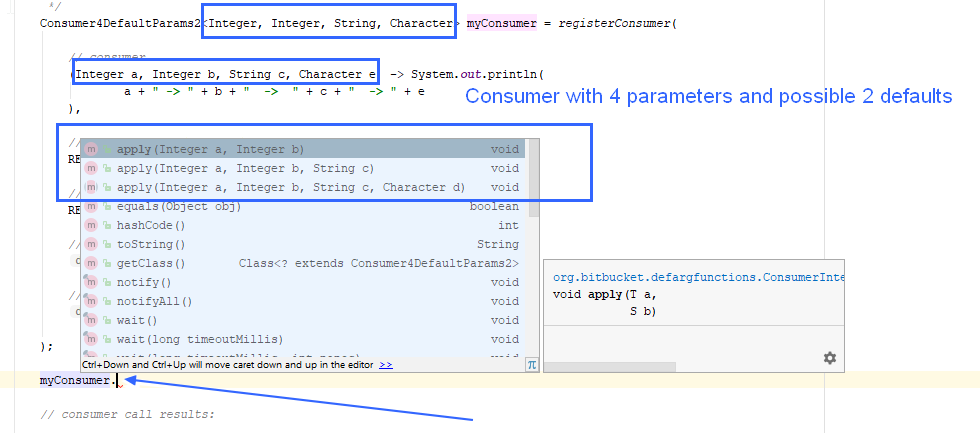 */
Consumer4DefaultParams2<Integer, Integer, String, Character> myConsumer = registerConsumer(
// consumer
(Integer a, Integer b, String c, Character e) -> System.out.println(
a + " -> " + b + "  ->  " + c + "  -> " + e
Consumer with 4 parameters and possible 2 defaults
),
//
RE
//
RE
//
//
m apply(Integer a, Integer b) void
m apply(Integer a, Integer b, String c) void
m apply(Integer a, Integer b, String c, Character d) void
m equals(Object obj) boolean
m hashCode() int
m toString() String
m getClass() Class<? extends Consumer4DefaultParams2>
m notify() void
m notifyAll() void
m wait() void
m wait(long timeoutMillis) void
Ctrl+Down and Ctrl+Up will move caret down and up in the editor >>
π
org.bitbucket.defargfunctions.ConsumerInte
void apply(T a,
S b)
);
myConsumer.
// consumer call results: